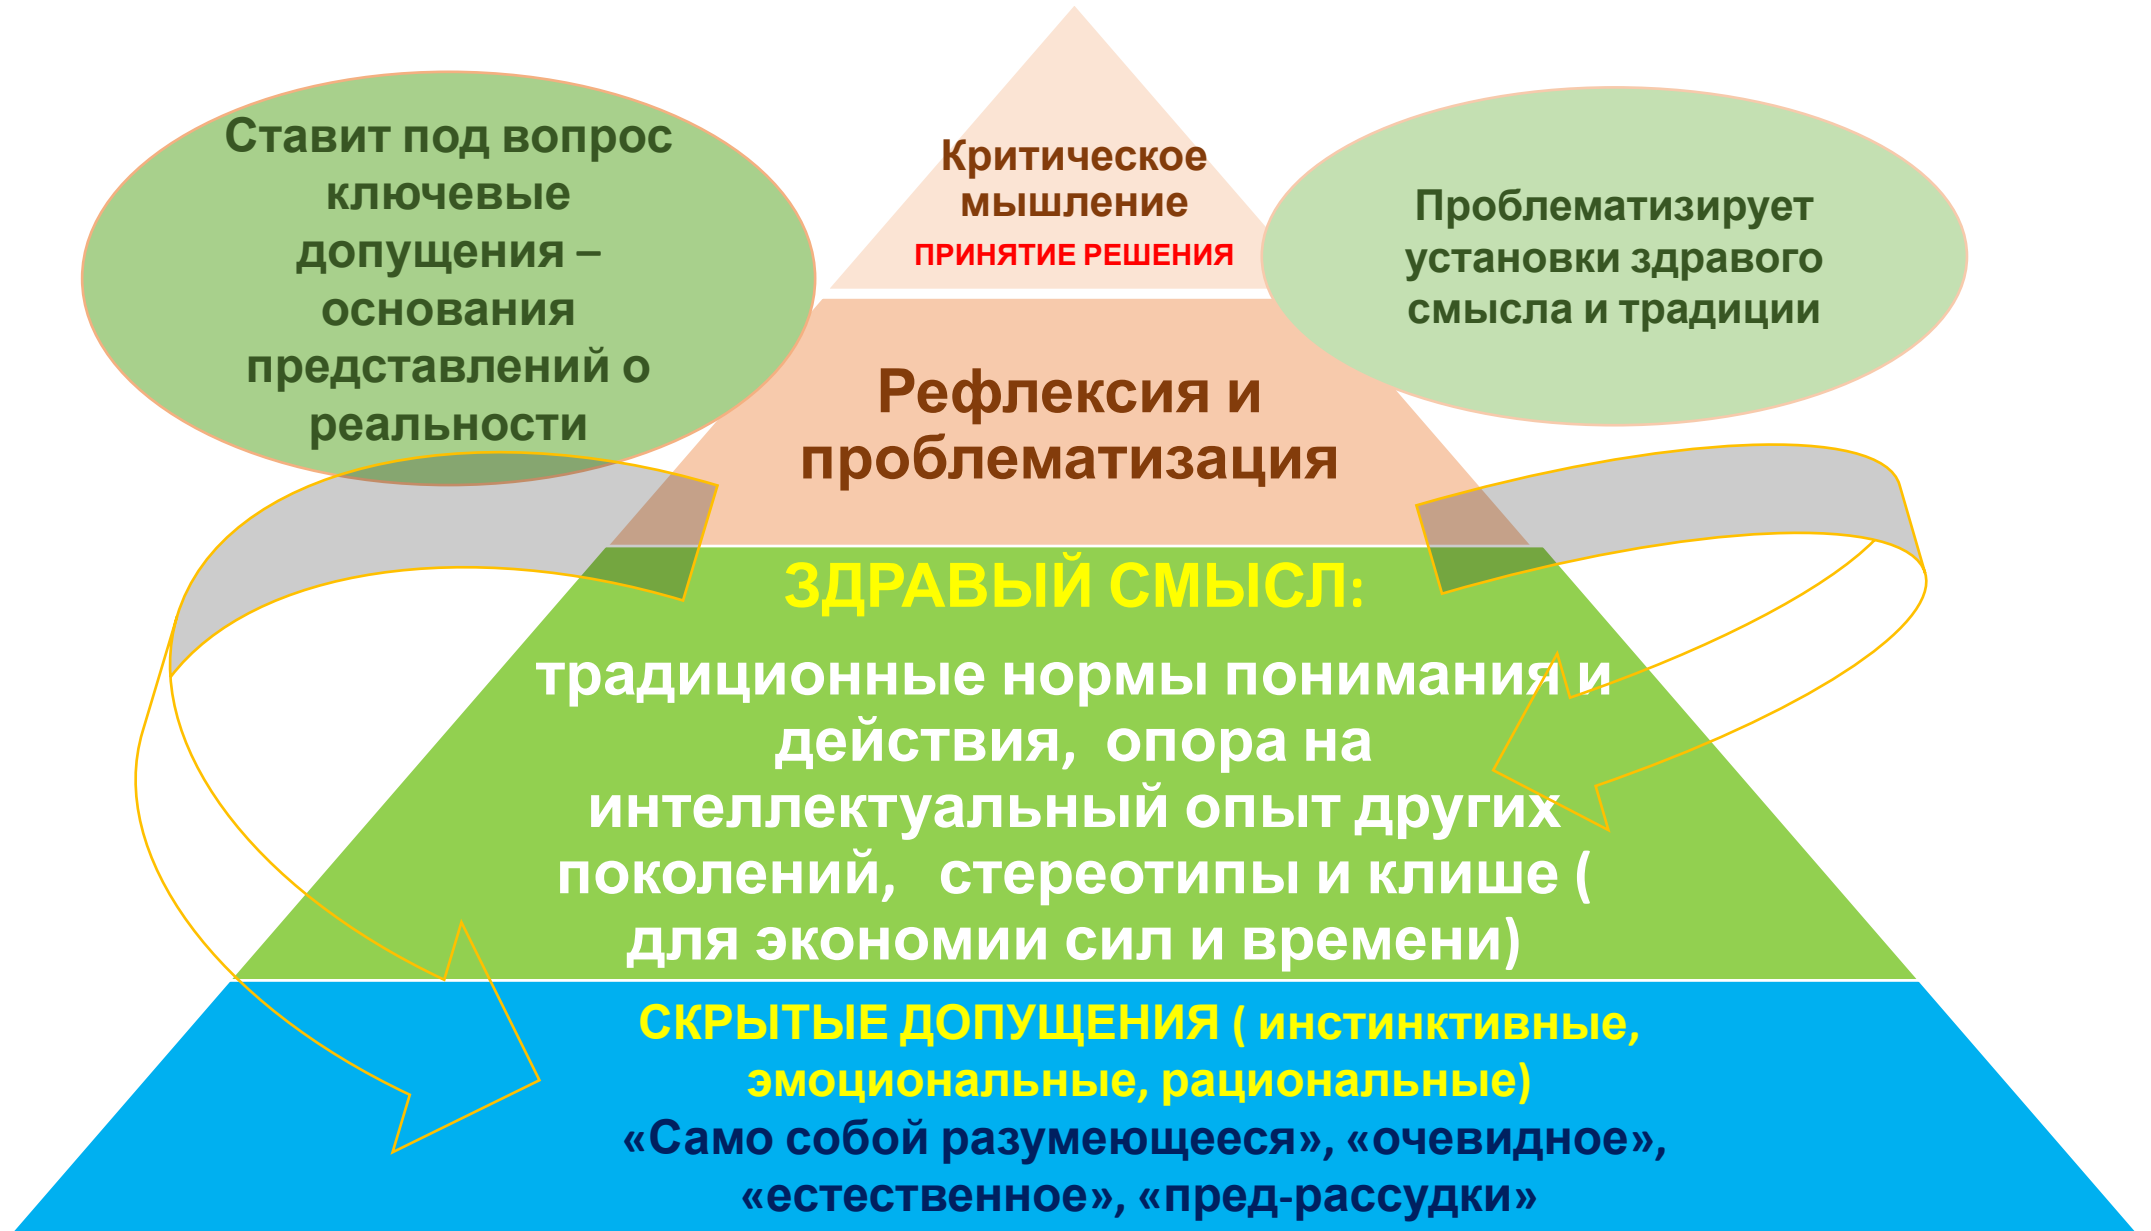 Ставит под вопрос
ключевые
допущения –
основания
представлений о
реальности
Критическое
мышление
ПРИНЯТИЕ РЕШЕНИЯ
Проблематизирует
установки здравого
смысла и традиции
Рефлексия и
проблематизация
ЗДРАВЫЙ СМЫСЛ:
традиционные нормы понимания и
действия, опора на
интеллектуальный опыт других
поколений, стереотипы и клише (
для экономии сил и времени)
СКРЫТЫЕ ДОПУЩЕНИЯ ( инстинктивные,
эмоциональные, рациональные)
«Само собой разумеющееся», «очевидное»,
«естественное», «пред-рассудки»